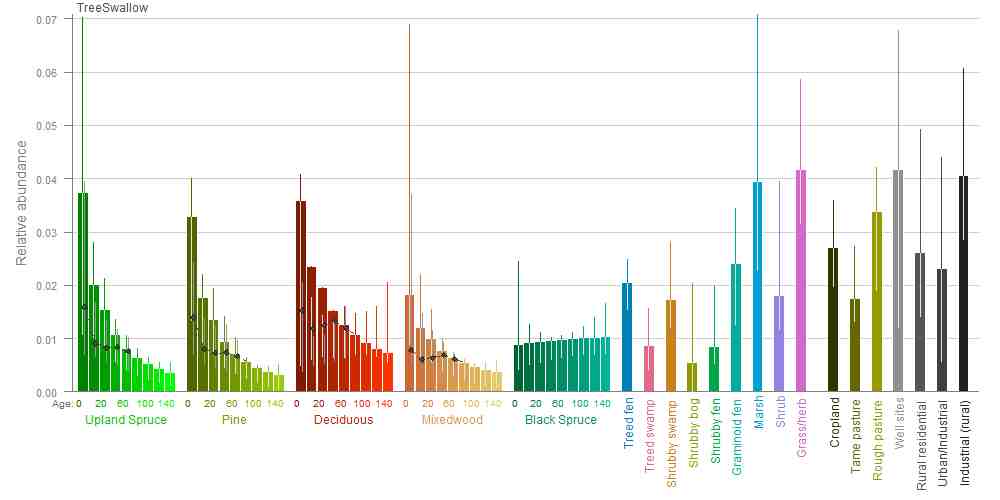 TreeSwallow
0.07
0.06
0.05
0.04
0.03
0.02
0.01
0.00
Relative abundance
Age: 0 20 60 100 140 0 20 60 100 140 0 20 60 100 140 0 20 60 100 140 0 20 60 100 140
Upland Spruce Pine Deciduous Mixedwood Black Spruce
Treed fen
Treed swamp
Shrubby swamp
Shrubby bog
Shrubby fen
Graminoid fen
Marsh
Shrub
Grass/herb
Cropland
Tame pasture
Rough pasture
Well sites
Rural residential
Urban/Industrial
Industrial (rural)